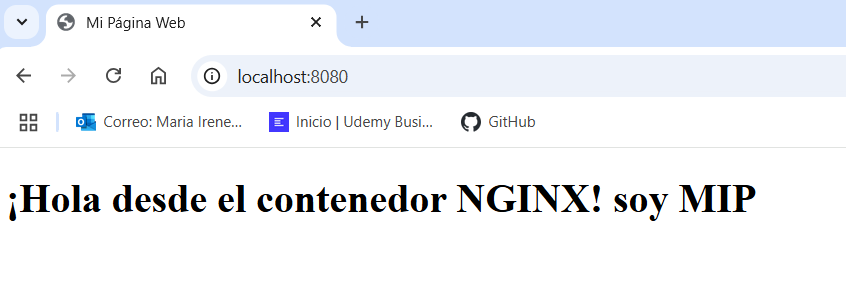 Mi Página Web
localhost:8080
Correo: Maria Irene... Inicio | Udemy Busi... GitHub
¡Hola desde el contenedor NGINX! soy MIP